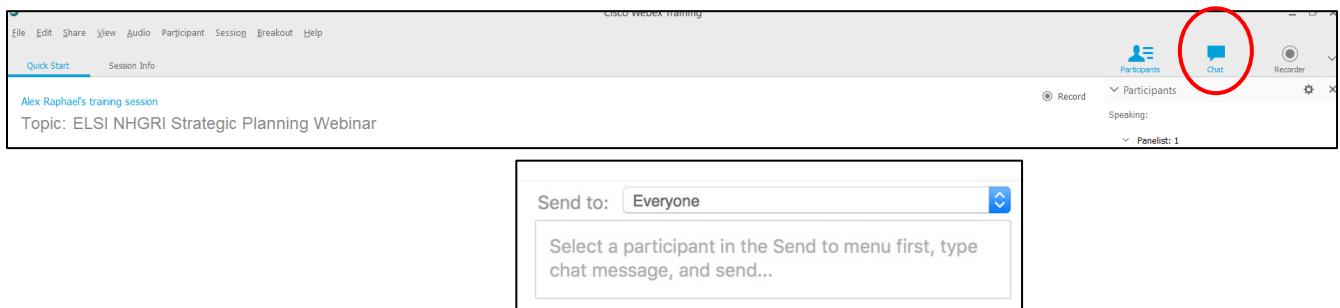 Cisco Webex Training
File Edit Share View Audio Participant Session Breakout Help
Participants Chat Recorder
Quick Start Session Info
Record
Participants
Alex Raphael's training session
Speaking:
Topic: ELSI NHGRI Strategic Planning Webinar
Panelist: 1
Send to: Everyone
Select a participant in the Send to menu first, type
chat message, and send...